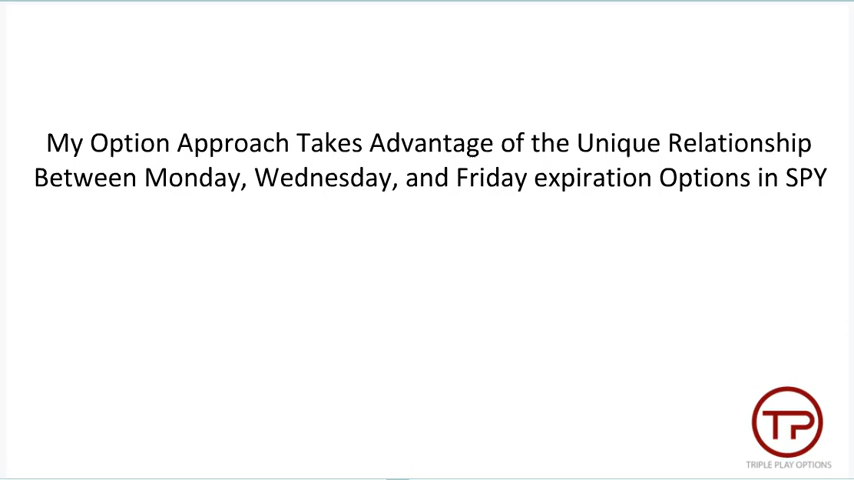 My Option Approach Takes Advantage of the Unique Relationship
Between Monday, Wednesday, and Friday expiration Options in SPY
TP
TRIPLE PLAY OPTIONS